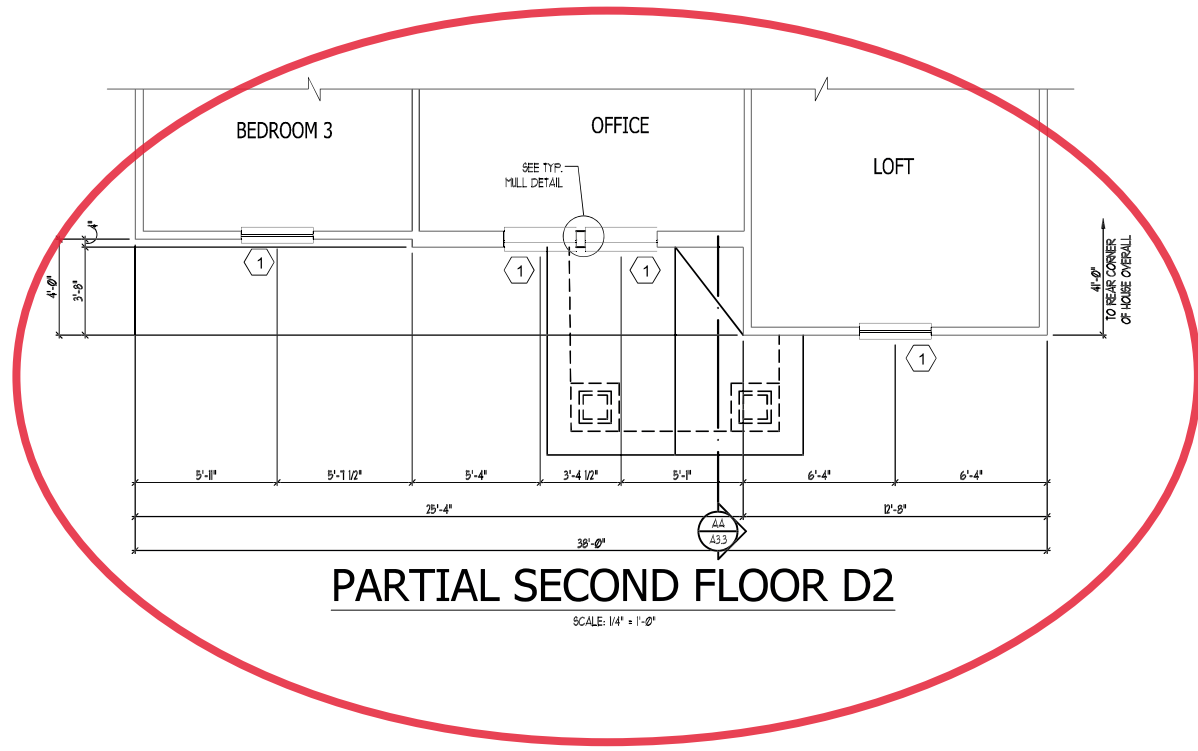 BEDROOM 3
OFFICE
LOFT
SEE TYP.
MULL DETAIL
4"
4'-0"
3'-8"
1
1
1
1
41'-0"
TO REAR CORNER
OF HOUSE OVERALL
5'-11"
5'-7 1/2"
5'-4"
3'-4 1/2"
5'-1"
6'-4"
6'-4"
25'-4"
12'-8"
AA
A3.3
38'-0"
PARTIAL SECOND FLOOR D2
SCALE: 1/4" = 1'-0"